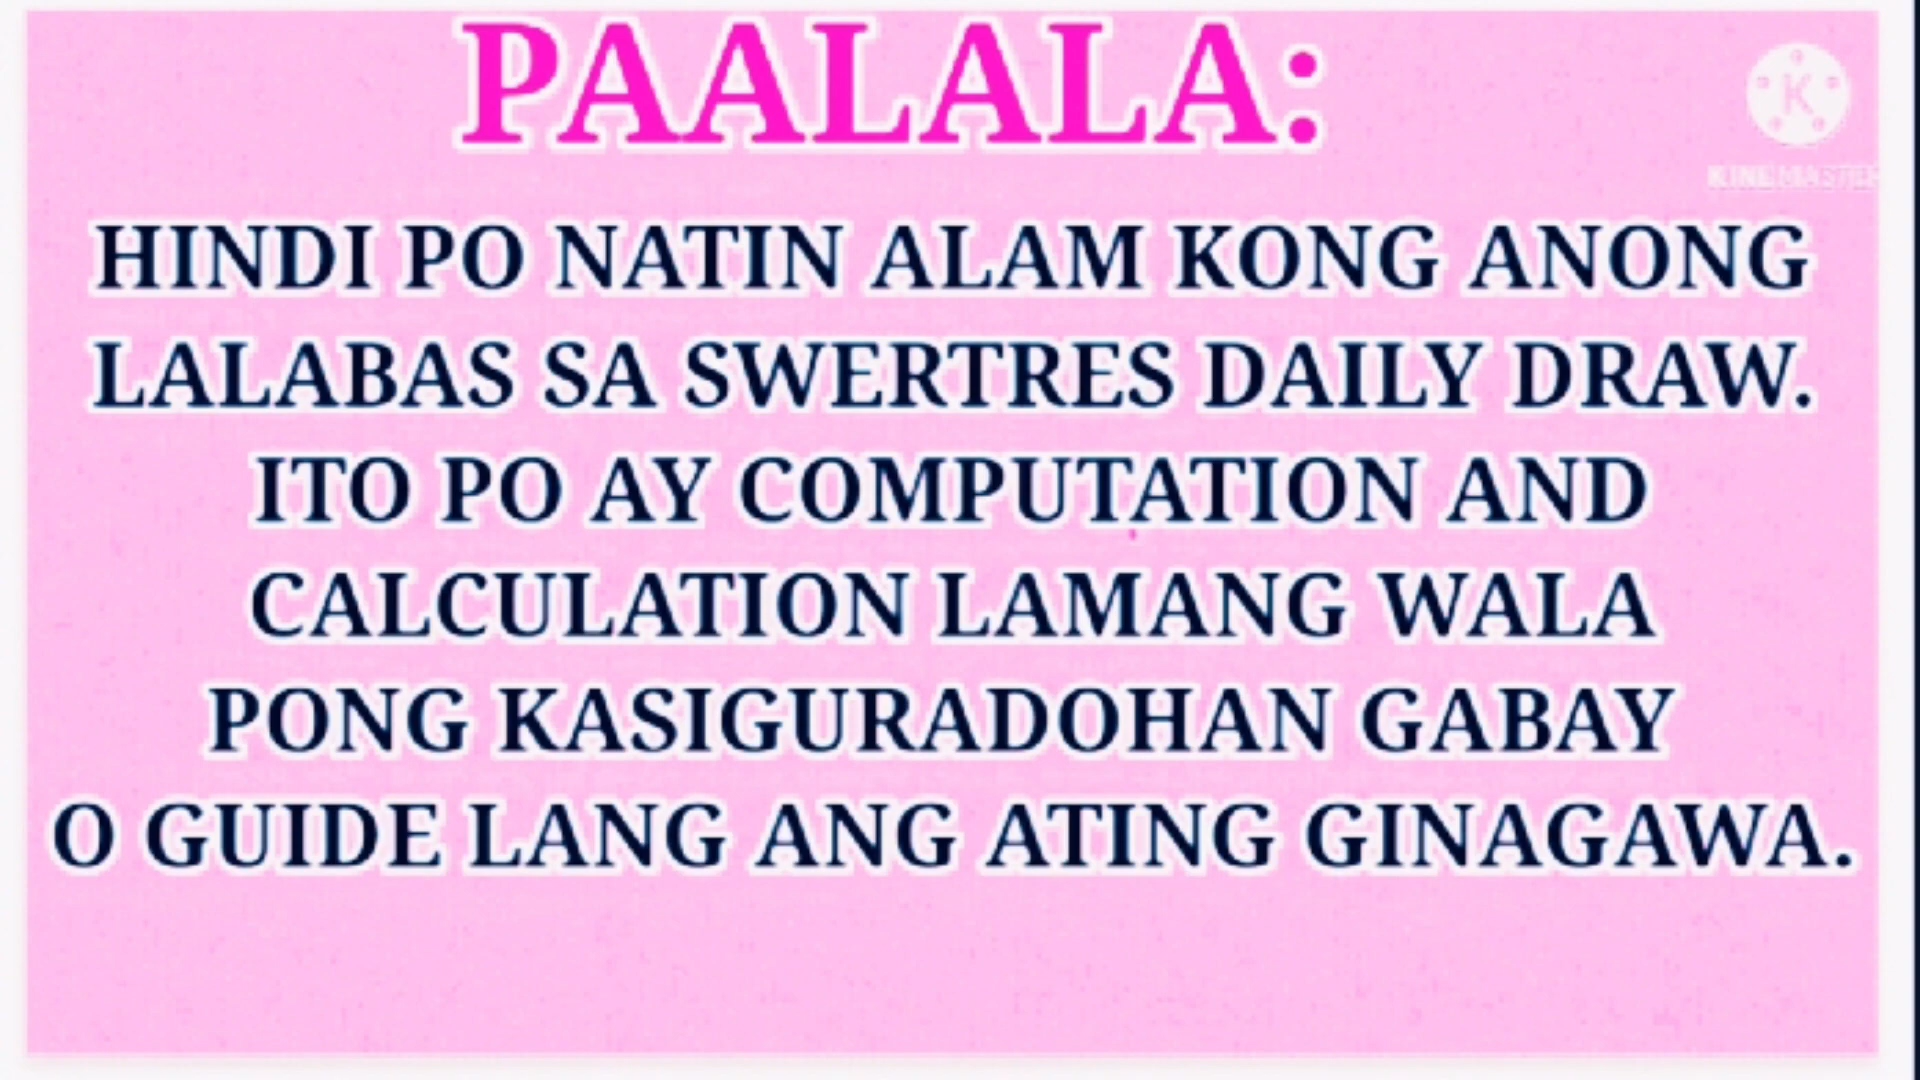 PAALALA:
K
KINEMASTER
HINDI PO NATIN ALAM KONG ANONG
LALABAS SA SWERTRES DAILY DRAW.
ITO PO AY COMPUTATION AND
CALCULATION LAMANG WALA
PONG KASIGURADOHAN GABAY
O GUIDE LANG ANG ATING GINAGAWA.